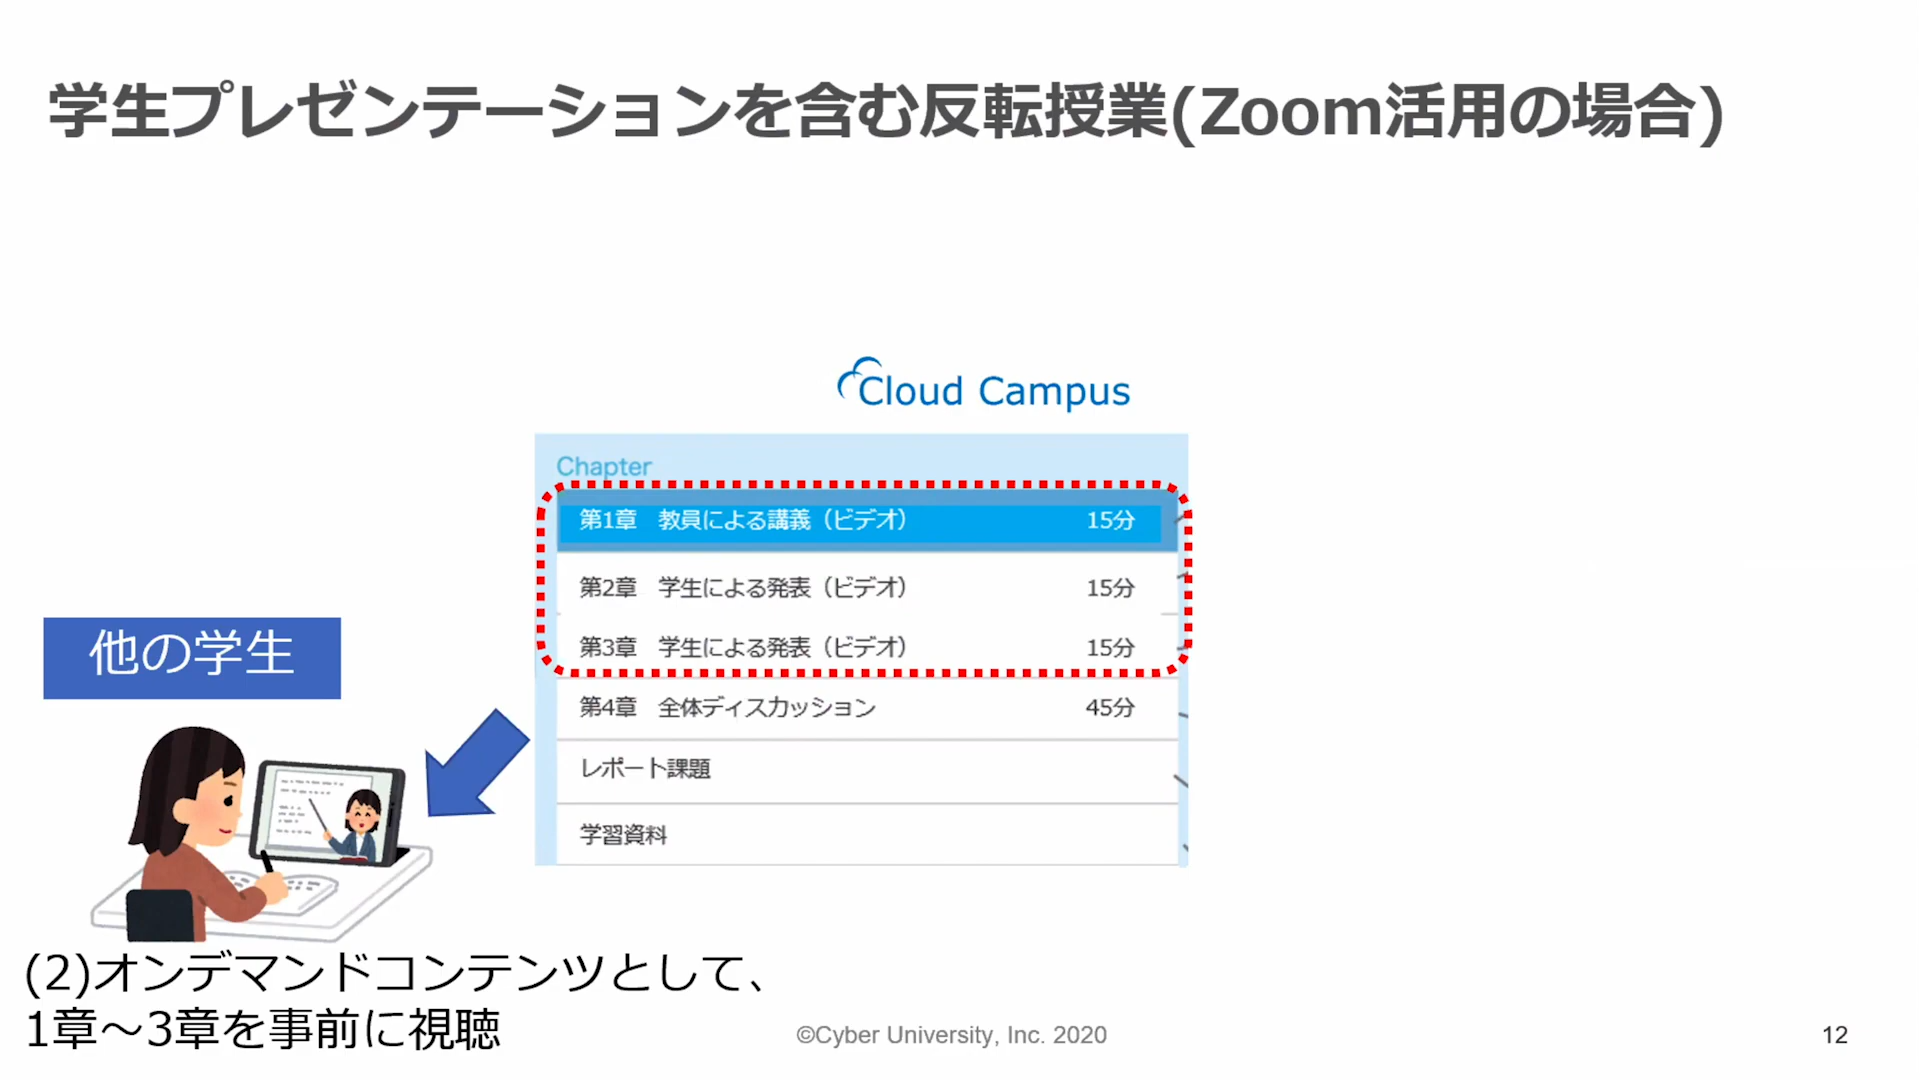 学生プレゼンテーションを含む反転授業(Zoom活用の場合)
Cloud Campus
Chapter
第1章 教員による講義（ビデオ） 15分
第2章 学生による発表（ビデオ） 15分
第3章 学生による発表（ビデオ） 15分
第4章 全体ディスカッション 45分
レポート課題
学習資料
他の学生
(2)オンデマンドコンテンツとして、
1章～3章を事前に視聴
©Cyber University, Inc. 2020
12